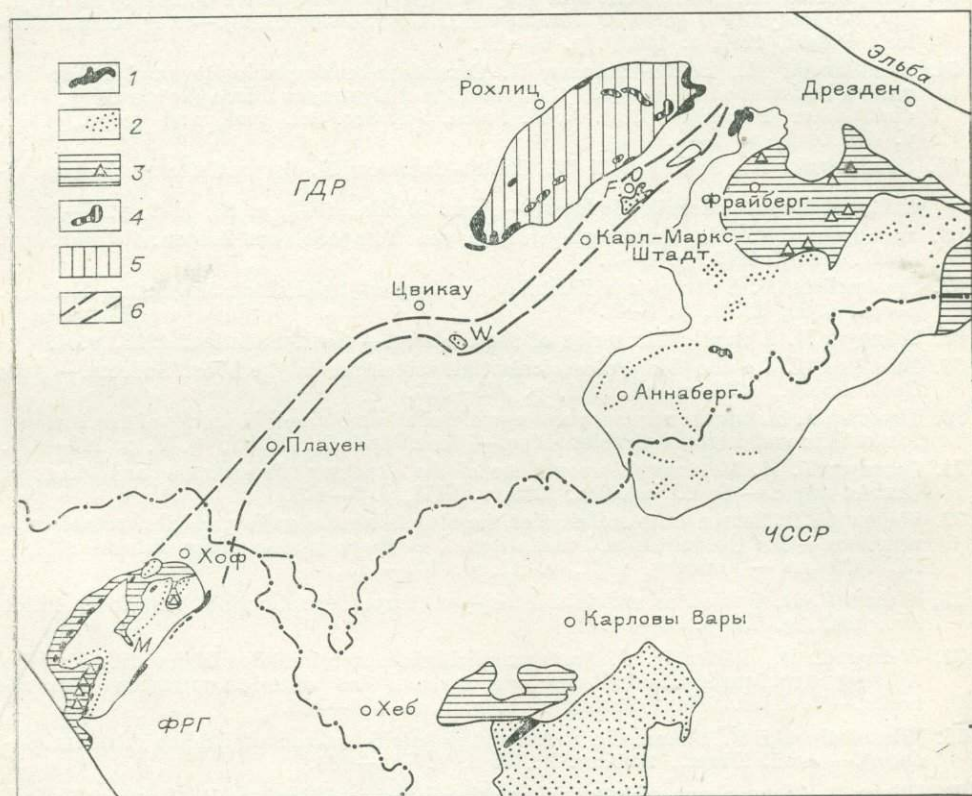 1
2
3
4
5
6
Эльба
Дрезден
Рохлиц
ГДР
F
Фрайберг
Карл-Маркс-
Штадт
Цвикау
W
Аннаберг
Плауен
ЧССР
Хоф
M
Карловы Вары
Хеб
ФРГ